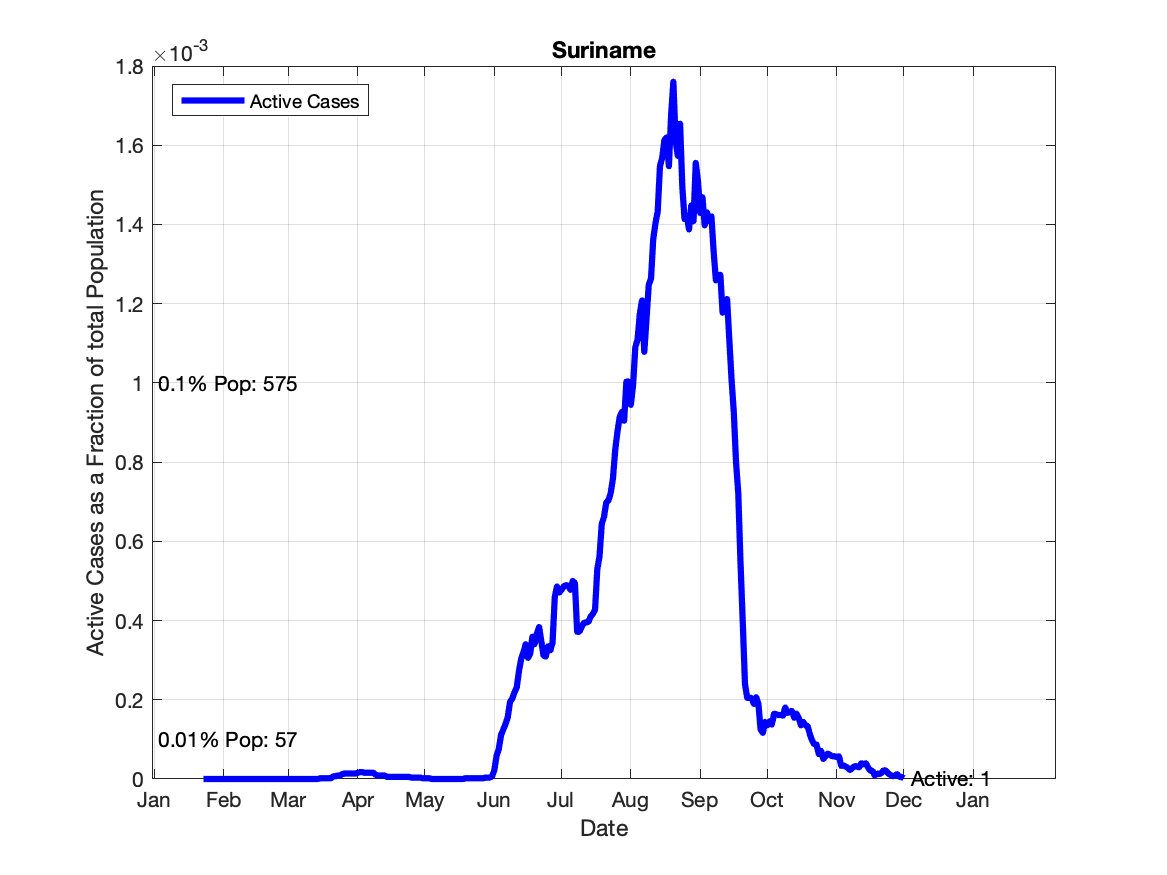 Suriname
×10-3
1.8
1.6
1.4
1.2
1
0.8
0.6
0.4
0.2
0
Active Cases
0.1% Pop: 575
0.01% Pop: 57
Active: 1
Jan Feb Mar Apr May Jun Jul Aug Sep Oct Nov Dec Jan
Date
Active Cases as a Fraction of total Population